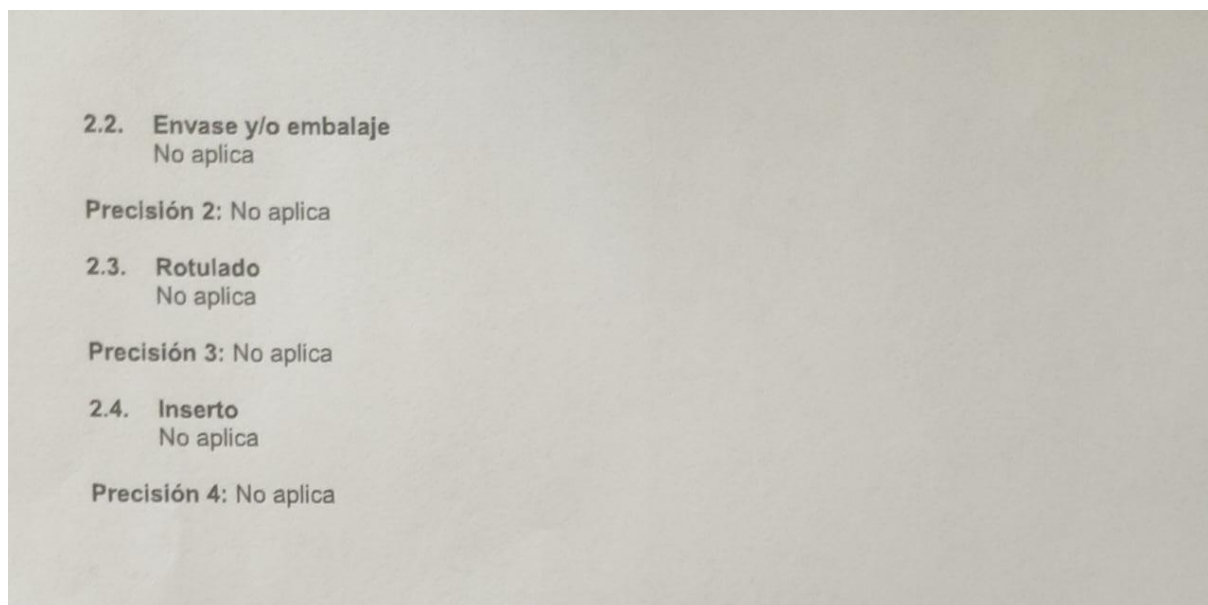 2.2. Envase y/o embalaje
No aplica
Precisión 2: No aplica
2.3. Rotulado
No aplica
Precisión 3: No aplica
2.4. Inserto
No aplica
Precisión 4: No aplica